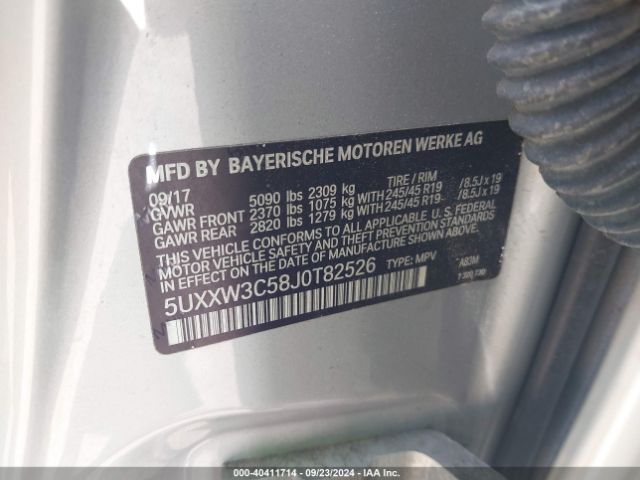 MFD BY BAYERISCHE MOTOREN WERKE AG
09/17
GVWR 5090 lbs 2309 kg TIRE / RIM
GAWR FRONT 2370 lbs 1075 kg WITH 245/45 R19 / 8.5J x 19
GAWR REAR 2820 lbs 1279 kg WITH 245/45 R19 / 8.5J x 19
THIS VEHICLE CONFORMS TO ALL APPLICABLE U. S. FEDERAL
MOTOR VEHICLE SAFETY, AND THEFT PREVENTION STANDARDS
IN EFFECT ON THE DATE OF MANUFACTURE SHOWN ABOVE.
5UXXW3C58J0T82526 TYPE: MPV A83M
000-40411714 - 09/23/2024 - IAA Inc.